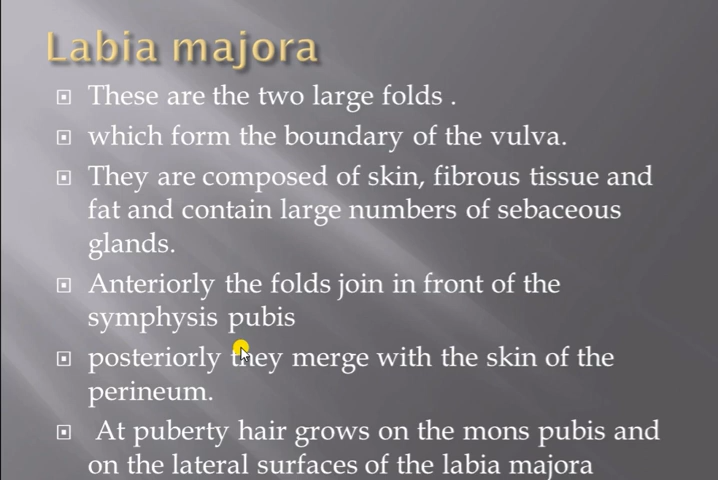 Labia majora
These are the two large folds .
which form the boundary of the vulva.
They are composed of skin, fibrous tissue and
fat and contain large numbers of sebaceous
glands.
Anteriorly the folds join in front of the
symphysis pubis
posteriorly they merge with the skin of the
perineum.
At puberty hair grows on the mons pubis and
on the lateral surfaces of the labia majora